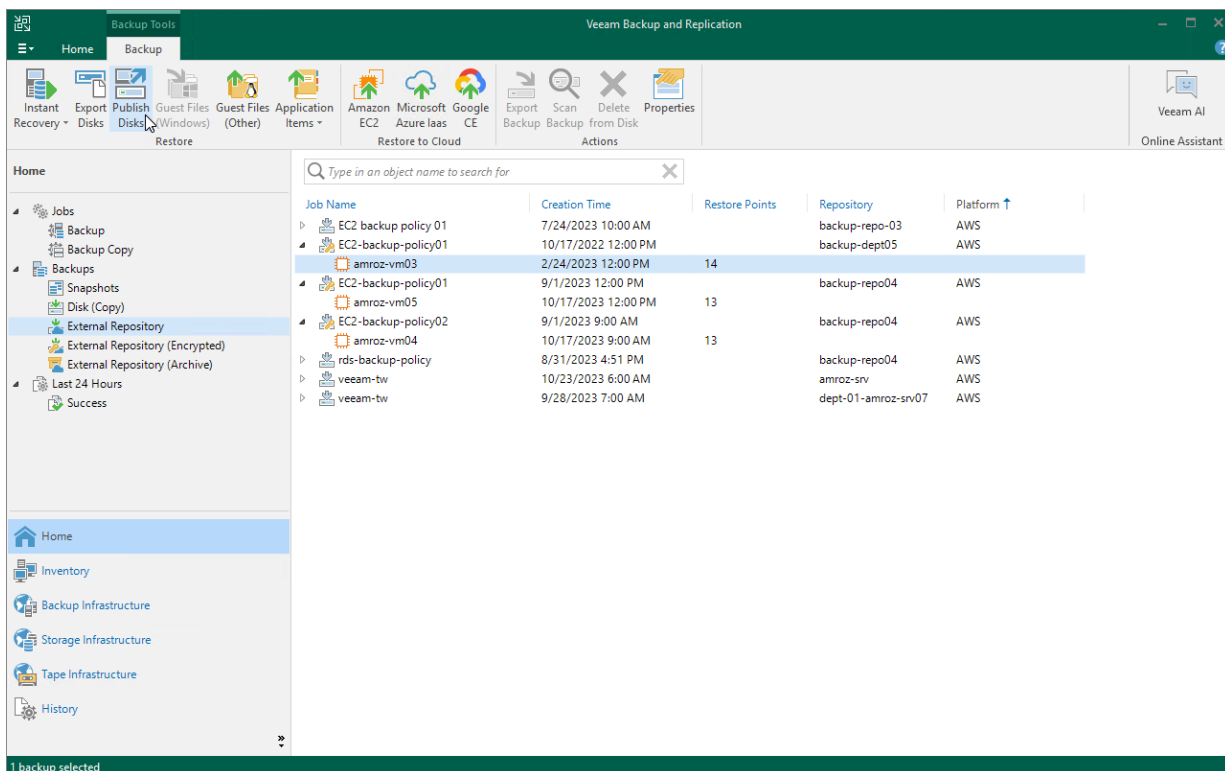 Backup Tools
Veeam Backup and Replication
Home
Backup
?
Instant Recovery
Export Disks
Publish Disks
Guest Files (Windows)
Guest Files (Other)
Application Items
Restore
Amazon EC2
Microsoft Azure Iaas
Google CE
Restore to Cloud
Export Backup
Scan Backup
Delete from Disk
Properties
Actions
Veeam AI
Online Assistant
Home
Jobs
Backup
Backup Copy
Backups
Snapshots
Disk (Copy)
External Repository
External Repository (Encrypted)
External Repository (Archive)
Last 24 Hours
Success
Home
Inventory
Backup Infrastructure
Storage Infrastructure
Tape Infrastructure
History
Type in an object name to search for
Job Name Creation Time Restore Points Repository Platform
EC2 backup policy 01 7/24/2023 10:00 AM backup-repo-03 AWS
EC2-backup-policy01 10/17/2022 12:00 PM backup-dept05 AWS
amroz-vm03 2/24/2023 12:00 PM 14
EC2-backup-policy01 9/1/2023 12:00 PM backup-repo04 AWS
amroz-vm05 10/17/2023 12:00 PM 13
EC2-backup-policy02 9/1/2023 9:00 AM backup-repo04 AWS
amroz-vm04 10/17/2023 9:00 AM 13
rds-backup-policy 8/31/2023 4:51 PM backup-repo04 AWS
veeam-tw 10/23/2023 6:00 AM amroz-srv AWS
veeam-tw 9/28/2023 7:00 AM dept-01-amroz-srv07 AWS
1 backup selected